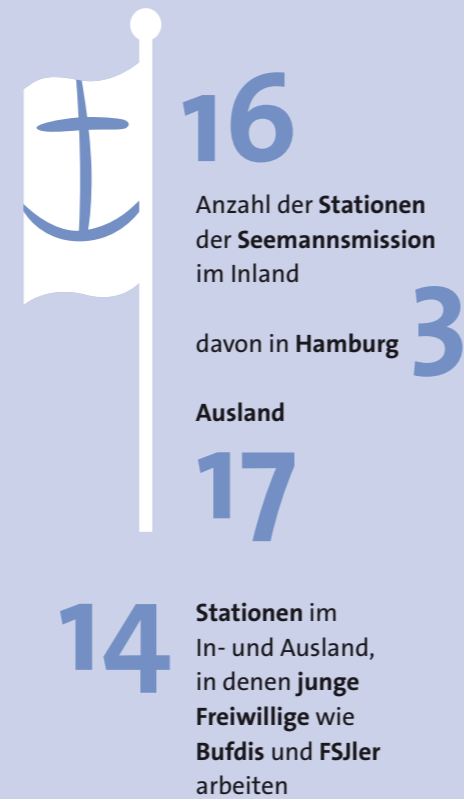 16
Anzahl der Stationen
der Seemannsmission
im Inland
davon in Hamburg 3
Ausland
17
14 Stationen im
In- und Ausland,
in denen junge
Freiwillige wie
Bufdis und FSJler
arbeiten